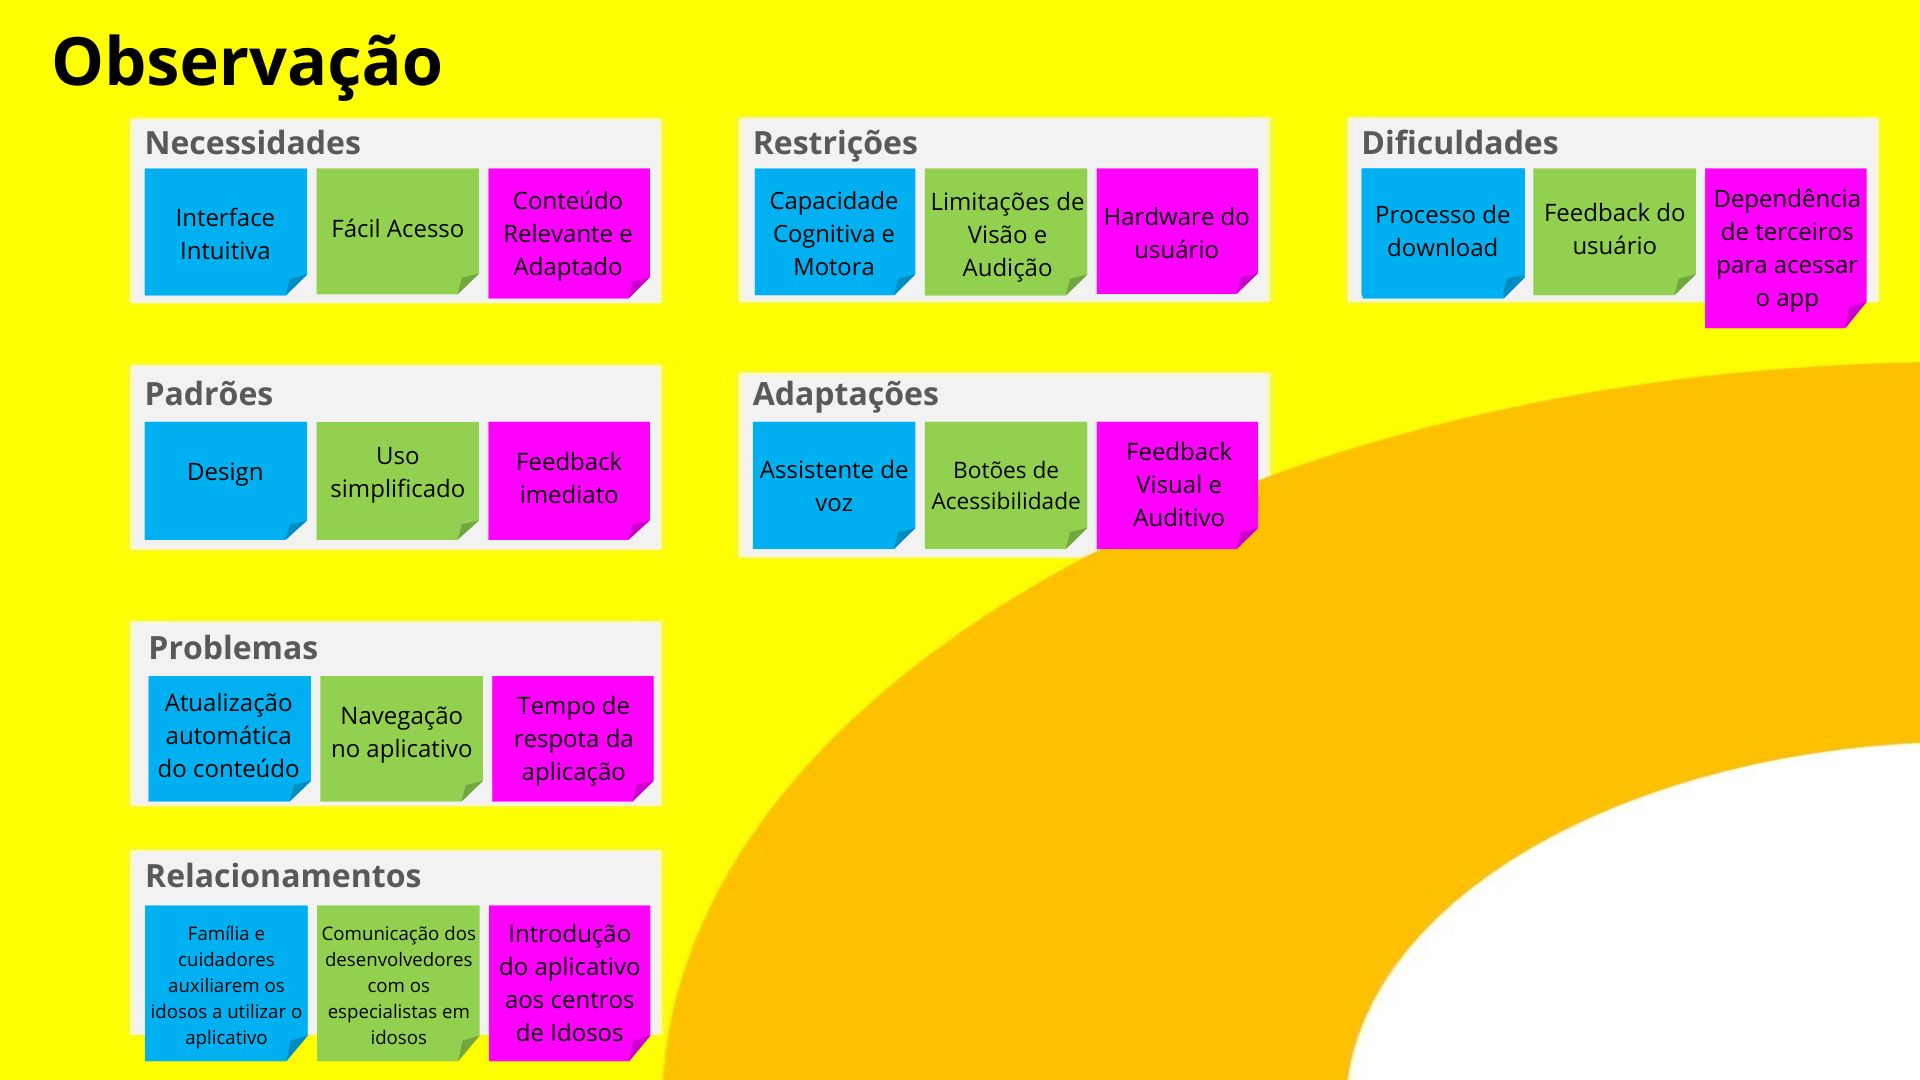 Observação
Necessidades
Interface
Intuitiva
Fácil Acesso
Conteúdo
Relevante e
Adaptado
Restrições
Capacidade
Cognitiva e
Motora
Limitações de
Visão e
Audição
Hardware do
usuário
Dificuldades
Processo de
download
Feedback do
usuário
Dependência
de terceiros
para acessar
o app
Padrões
Design
Uso
simplificado
Feedback
imediato
Adaptações
Assistente de
voz
Botões de
Acessibilidade
Feedback
Visual e
Auditivo
Problemas
Atualização
automática
do conteúdo
Navegação
no aplicativo
Tempo de
respota da
aplicação
Relacionamentos
Família e
cuidadores
auxiliarem os
idosos a utilizar o
aplicativo
Comunicação dos
desenvolvedores
com os
especialistas em
idosos
Introdução
do aplicativo
aos centros
de Idosos